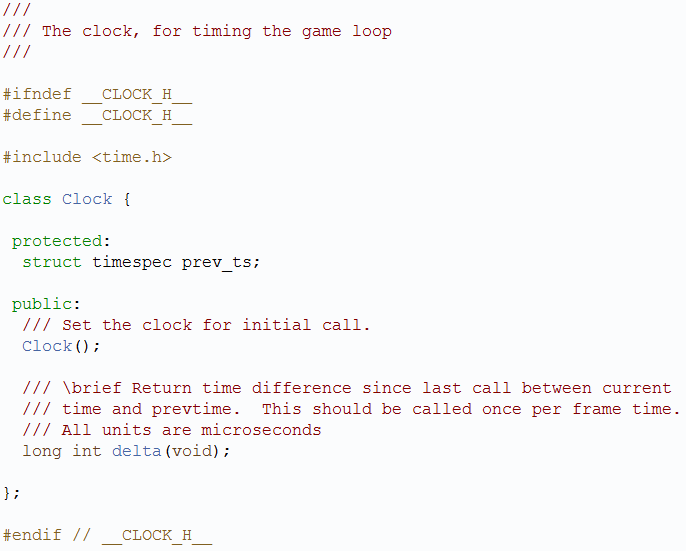 ///
/// The clock, for timing the game loop
///
#ifndef __CLOCK_H__
#define __CLOCK_H__
#include <time.h>
class Clock {
protected:
struct timespec prev_ts;
public:
/// Set the clock for initial call.
Clock();
/// \brief Return time difference since last call between current
/// time and prevtime.  This should be called once per frame time.
/// All units are microseconds
long int delta(void);
};
#endif // __CLOCK_H__